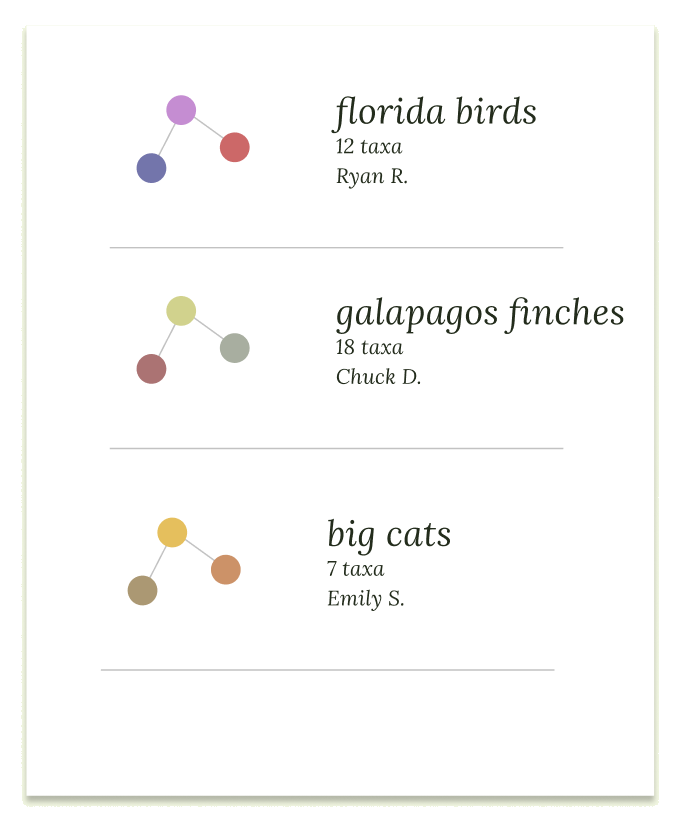 florida birds
12 taxa
Ryan R.
galapagos finches
18 taxa
Chuck D.
big cats
7 taxa
Emily S.